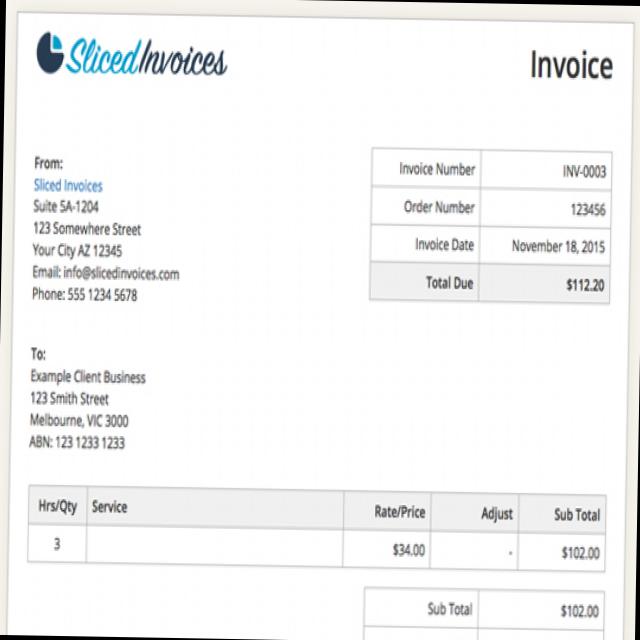 Sliced Invoices
Invoice
From:
Sliced Invoices
Suite 5A-1204
123 Somewhere Street
Your City AZ 12345
Email: info@slicedinvoices.com
Phone: 555 1234 5678
Invoice Number INV-0003
Order Number 123456
Invoice Date November 18, 2015
Total Due $112.20
To:
Example Client Business
123 Smith Street
Melbourne, VIC 3000
ABN: 123 1233 1233
Hrs/Qty Service Rate/Price Adjust Sub Total
3 $34.00 - $102.00
Sub Total $102.00